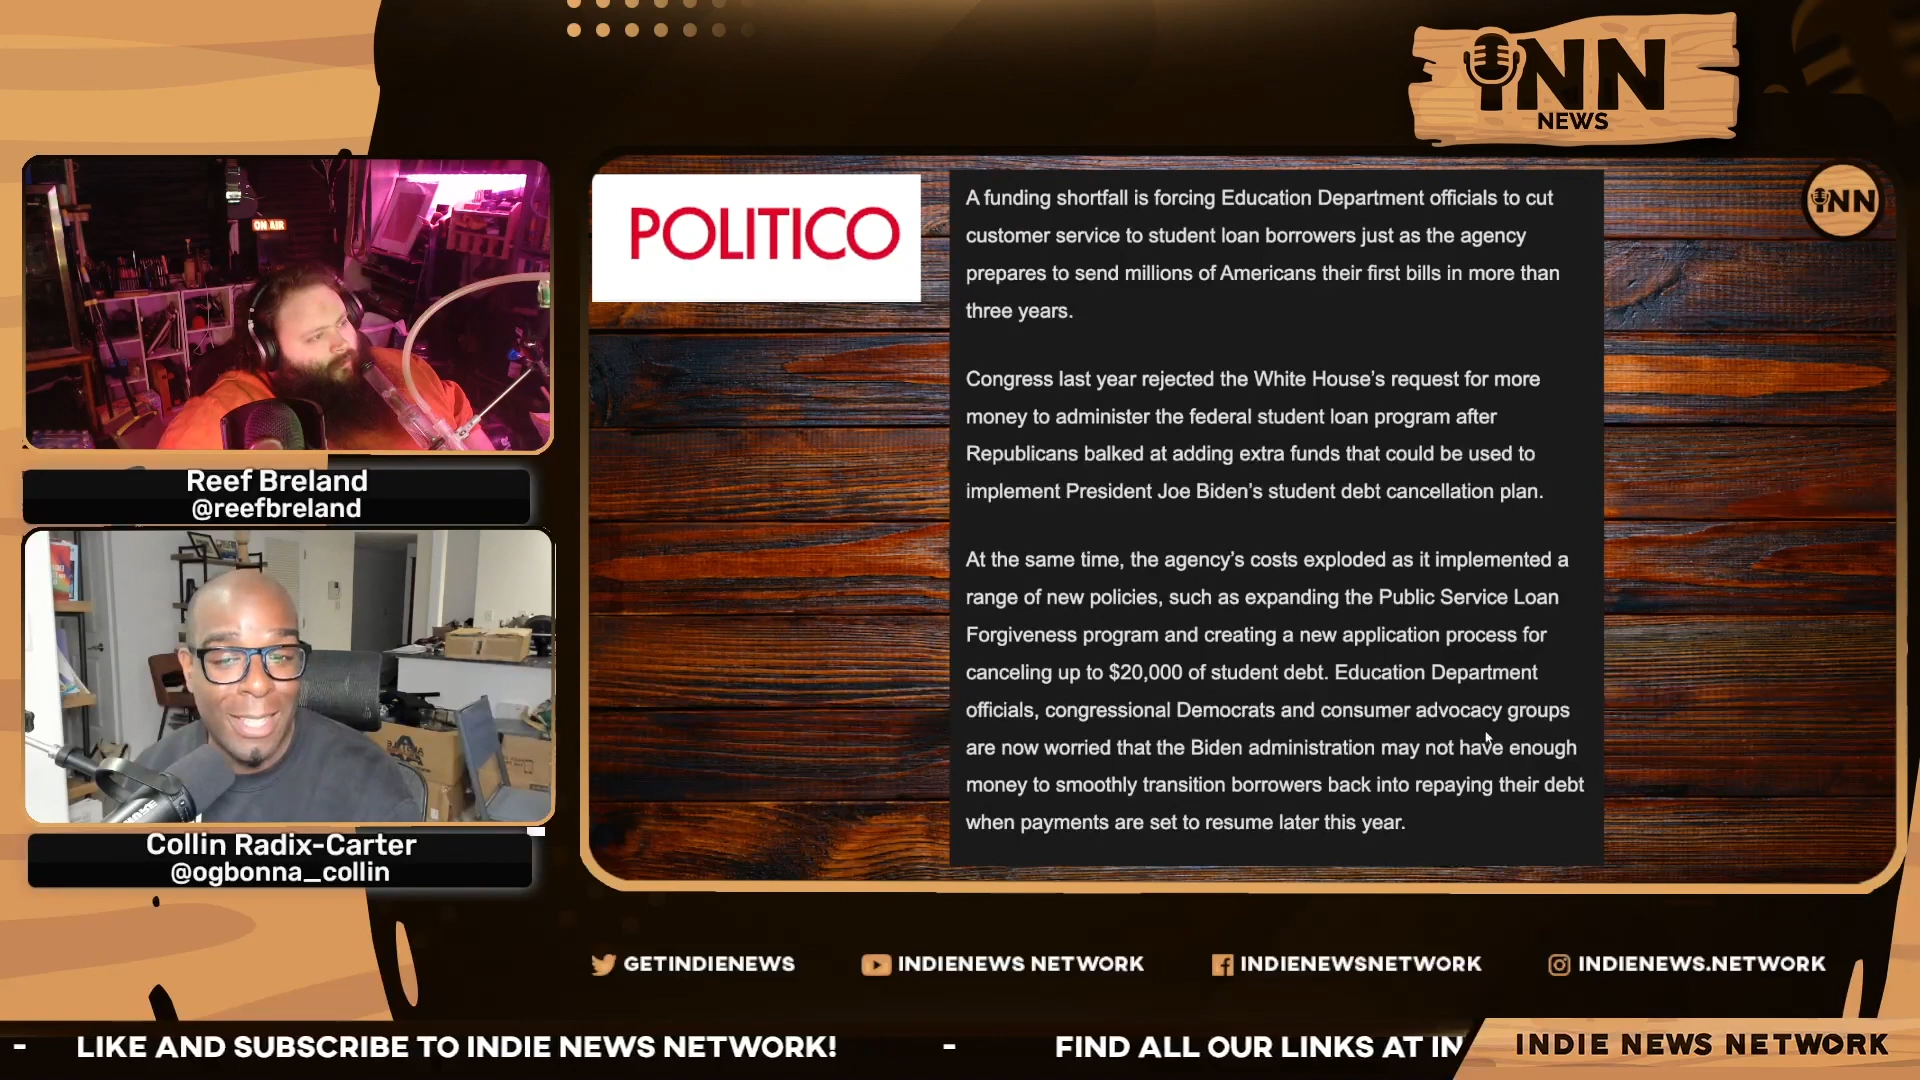 iNN
NEWS
ON AIR
Reef Breland
@reefbreland
Collin Radix-Carter
@ogbonna_collin
POLITICO
A funding shortfall is forcing Education Department officials to cut
customer service to student loan borrowers just as the agency
prepares to send millions of Americans their first bills in more than
three years.
Congress last year rejected the White House’s request for more
money to administer the federal student loan program after
Republicans balked at adding extra funds that could be used to
implement President Joe Biden’s student debt cancellation plan.
At the same time, the agency’s costs exploded as it implemented a
range of new policies, such as expanding the Public Service Loan
Forgiveness program and creating a new application process for
canceling up to $20,000 of student debt. Education Department
officials, congressional Democrats and consumer advocacy groups
are now worried that the Biden administration may not have enough
money to smoothly transition borrowers back into repaying their debt
when payments are set to resume later this year.
iNN
GETINDIENEWS
INDIENEWS NETWORK
INDIENEWSNETWORK
INDIENEWS.NETWORK
- LIKE AND SUBSCRIBE TO INDIE NEWS NETWORK! - FIND ALL OUR LINKS AT IN
INDIE NEWS NETWORK